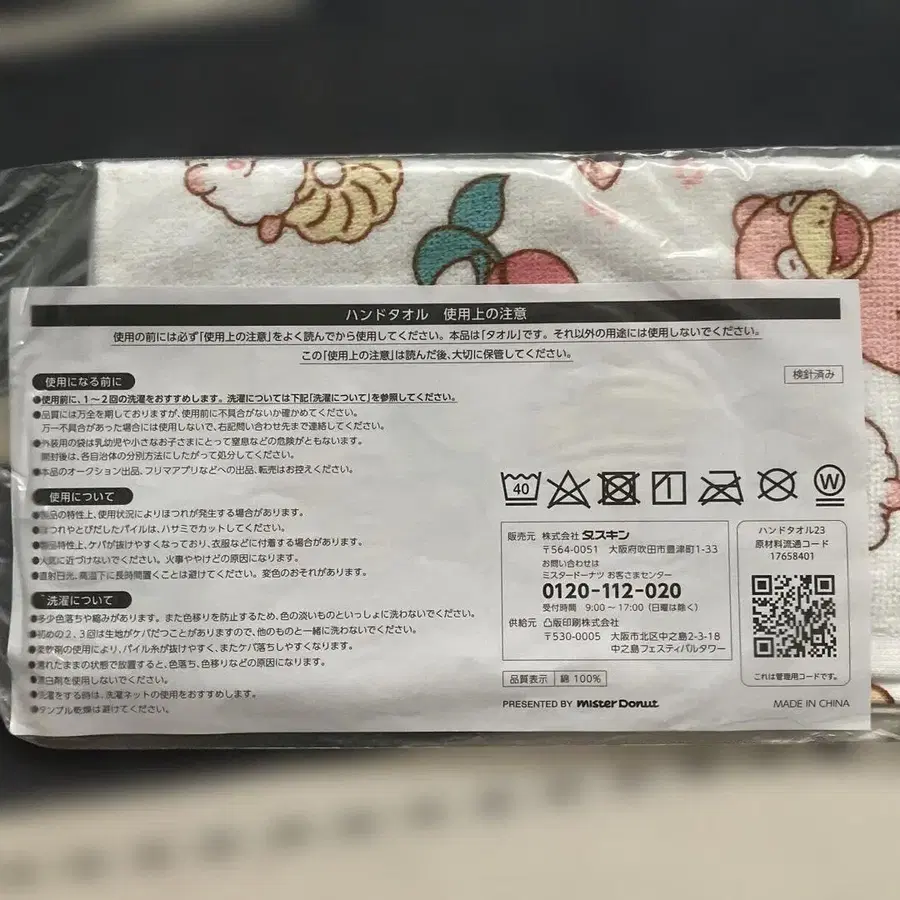 ハンドタオル 使用上の注意
使用の前には必ず「使用上の注意」をよく読んでから使用してください。本品は「タオル」です。それ以外の用途には使用しないでください。
この「使用上の注意」は読んだ後、大切に保管してください。
使用になる前に
●使用前に、1～2回の洗濯をおすすめします。洗濯については下記「洗濯について」を参照してください。
●品質には万全を期しておりますが、使用前に不具合がないか確かめてください。
万一不具合があった場合には使用しないで、右記問い合わせ先まで連絡してください。
●外装用の袋は乳幼児や小さなお子さまにとって窒息などの危険がともないます。
開封後は、各自治体の分別方法にしたがって処分してください。
●本品のオークション出品、フリマアプリなどへの出品、転売はお控えください。
使用について
●製品の特性上、使用状況によりほつれが発生する場合があります。
●ほつれやとびだしたパイルは、ハサミでカットしてください。
●製品特性上、ケバが抜けやすくなっており、衣服などに付着する場合があります。
●火気に近づけないでください。火事ややけどの原因になります。
●直射日光、高温下に長時間置くことは避けてください。変色のおそれがあります。
洗濯について
●多少色落ちや縮みがあります。また色移りを防止するため、色の淡いものといっしょに洗わないでください。
●初めの2、3回は生地がケバだつことがありますので、他のものと一緒に洗わないでください。
●柔軟剤の使用により、パイル糸が抜けやすく、またケバ落ちしやすくなります。
●濡れたままの状態で放置すると、色落ち、色移りなどの原因になります。
●漂白剤を使用しないでください。
●洗濯をする時は、洗濯ネットの使用をおすすめします。
●タンブル乾燥は避けてください。
検針済み
40
W
販売元 株式会社 ダスキン
〒564-0051 大阪府吹田市豊津町1-33
お問い合わせは
ミスタードーナツ お客さまセンター
0120-112-020
受付時間 9:00～17:00（日曜は除く）
供給元 凸版印刷株式会社
〒530-0005 大阪市北区中之島2-3-18
中之島フェスティバルタワー
ハンドタオル23
原材料流通コード
17658401
これは管理用コードです。
品質表示 綿 100%
PRESENTED BY mister Donut
MADE IN CHINA